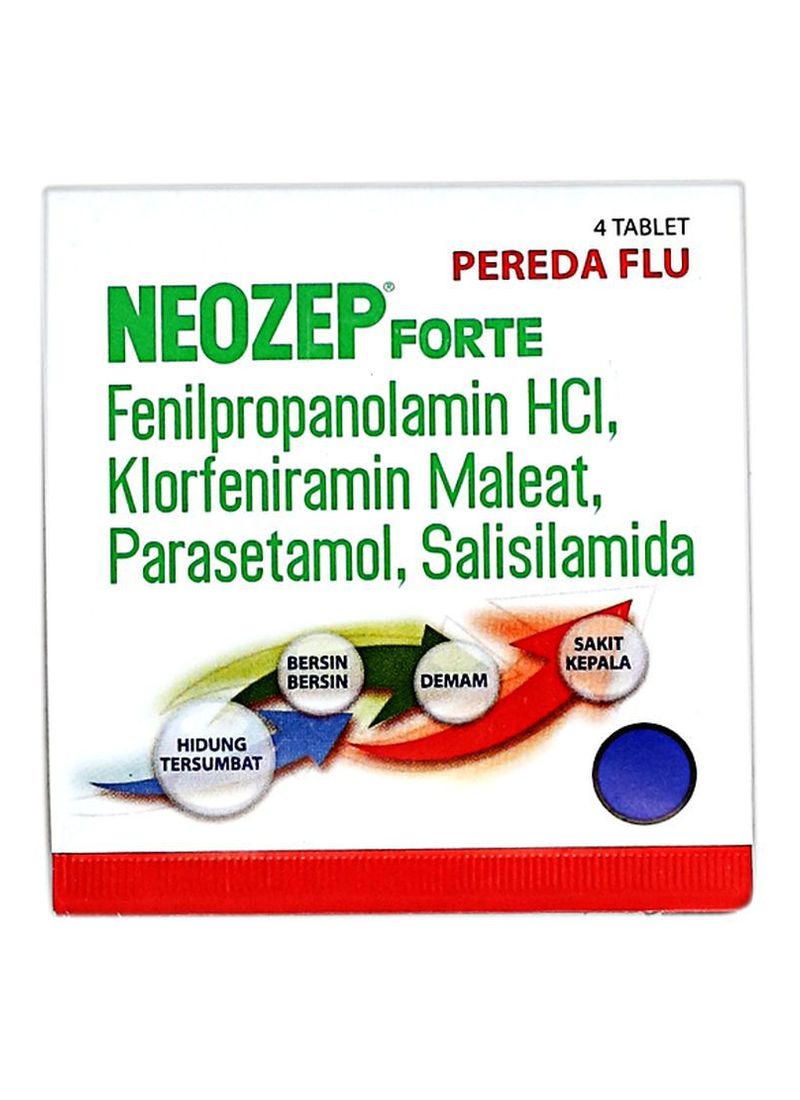 4 TABLET
PEREDA FLU
NEOZEP® FORTE
Fenilpropanolamin HCl,
Klorfeniramin Maleat,
Parasetamol, Salisilamida
HIDUNG
TERSUMBAT
BERSIN
BERSIN
DEMAM
SAKIT
KEPALA